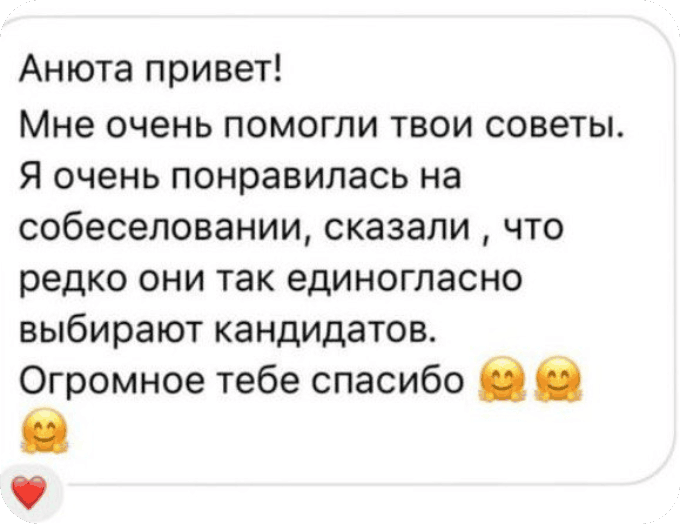 Анюта привет!
Мне очень помогли твои советы.
Я очень понравилась на
собеселовании, сказали , что
редко они так единогласно
выбирают кандидатов.
Огромное тебе спасибо 🤗🤗
🤗